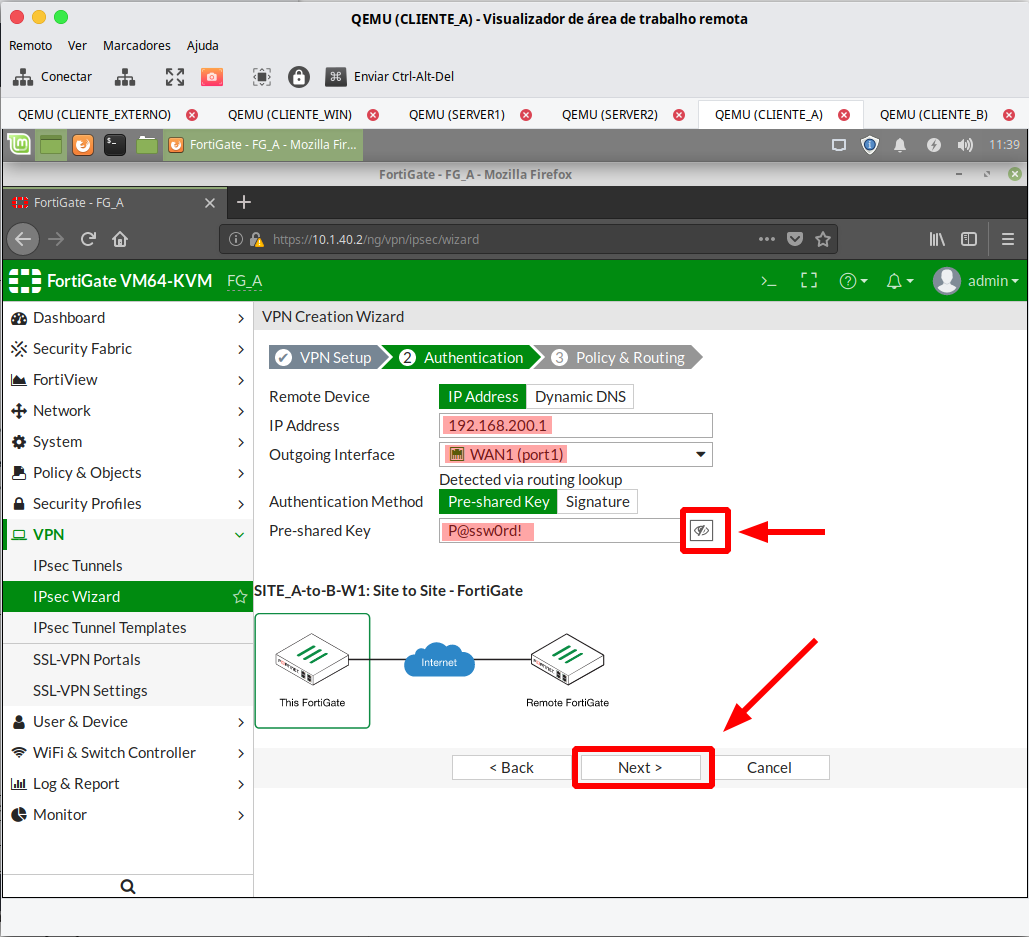 QEMU (CLIENTE_A) - Visualizador de área de trabalho remota
Remoto Ver Marcadores Ajuda
Conectar Enviar Ctrl-Alt-Del
QEMU (CLIENTE_EXTERNO) QEMU (CLIENTE_WIN) QEMU (SERVER1) QEMU (SERVER2) QEMU (CLIENTE_A) QEMU (CLIENTE_B)
FortiGate - FG_A - Mozilla Fir... 11:39
FortiGate - FG_A - Mozilla Firefox
FortiGate - FG_A
https://10.1.40.2/ng/vpn/ipsec/wizard
FortiGate VM64-KVM FG_A admin
Dashboard
Security Fabric
FortiView
Network
System
Policy & Objects
Security Profiles
VPN
IPsec Tunnels
IPsec Wizard
IPsec Tunnel Templates
SSL-VPN Portals
SSL-VPN Settings
User & Device
WiFi & Switch Controller
Log & Report
Monitor
VPN Creation Wizard
VPN Setup 2 Authentication 3 Policy & Routing
Remote Device IP Address Dynamic DNS
IP Address 192.168.200.1
Outgoing Interface WAN1 (port1)
Detected via routing lookup
Authentication Method Pre-shared Key Signature
Pre-shared Key P@ssw0rd!
SITE_A-to-B-W1: Site to Site - FortiGate
Internet
This FortiGate Remote FortiGate
< Back Next > Cancel